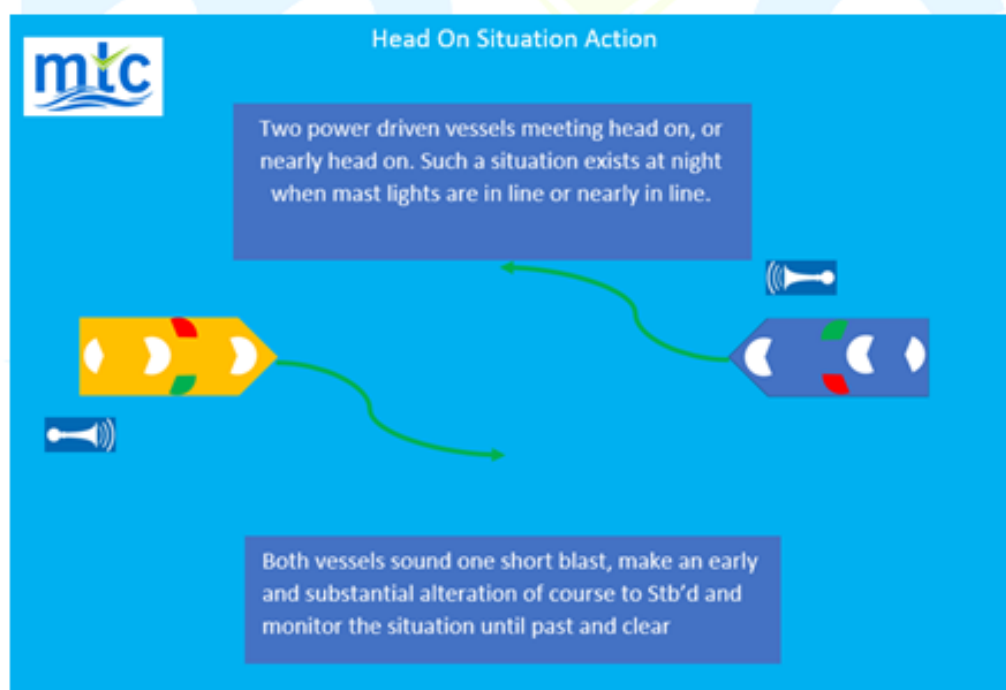 mtc
Head On Situation Action
Two power driven vessels meeting head on, or
nearly head on. Such a situation exists at night
when mast lights are in line or nearly in line.
Both vessels sound one short blast, make an early
and substantial alteration of course to Stb'd and
monitor the situation until past and clear